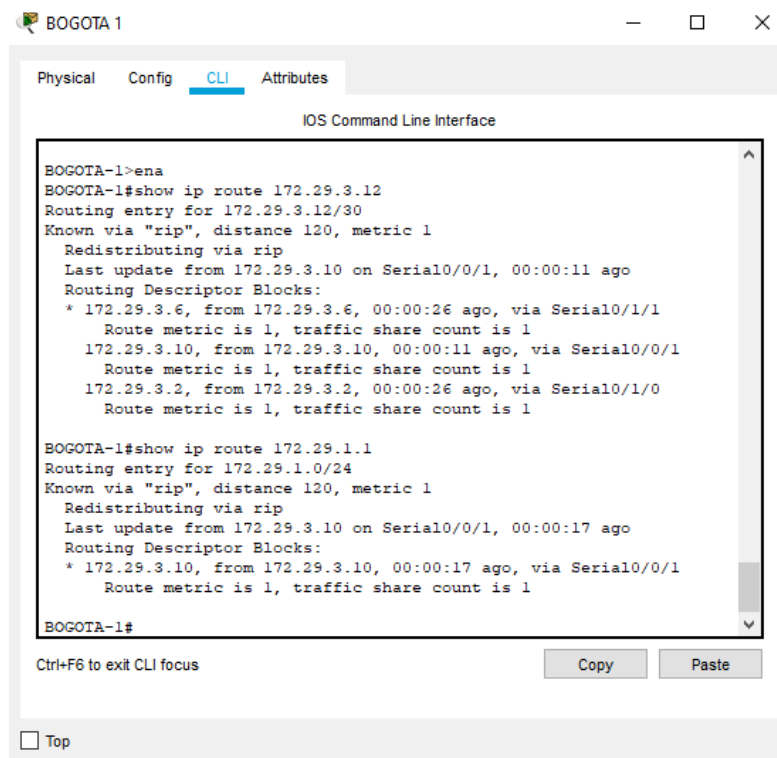 BOGOTA 1
Physical Config CLI Attributes
IOS Command Line Interface
BOGOTA-1>ena
BOGOTA-1#show ip route 172.29.3.12
Routing entry for 172.29.3.12/30
Known via "rip", distance 120, metric 1
Redistributing via rip
Last update from 172.29.3.10 on Serial0/0/1, 00:00:11 ago
Routing Descriptor Blocks:
* 172.29.3.6, from 172.29.3.6, 00:00:26 ago, via Serial0/1/1
Route metric is 1, traffic share count is 1
172.29.3.10, from 172.29.3.10, 00:00:11 ago, via Serial0/0/1
Route metric is 1, traffic share count is 1
172.29.3.2, from 172.29.3.2, 00:00:26 ago, via Serial0/1/0
Route metric is 1, traffic share count is 1
BOGOTA-1#show ip route 172.29.1.1
Routing entry for 172.29.1.0/24
Known via "rip", distance 120, metric 1
Redistributing via rip
Last update from 172.29.3.10 on Serial0/0/1, 00:00:17 ago
Routing Descriptor Blocks:
* 172.29.3.10, from 172.29.3.10, 00:00:17 ago, via Serial0/0/1
Route metric is 1, traffic share count is 1
BOGOTA-1#
Ctrl+F6 to exit CLI focus
Copy Paste
Top